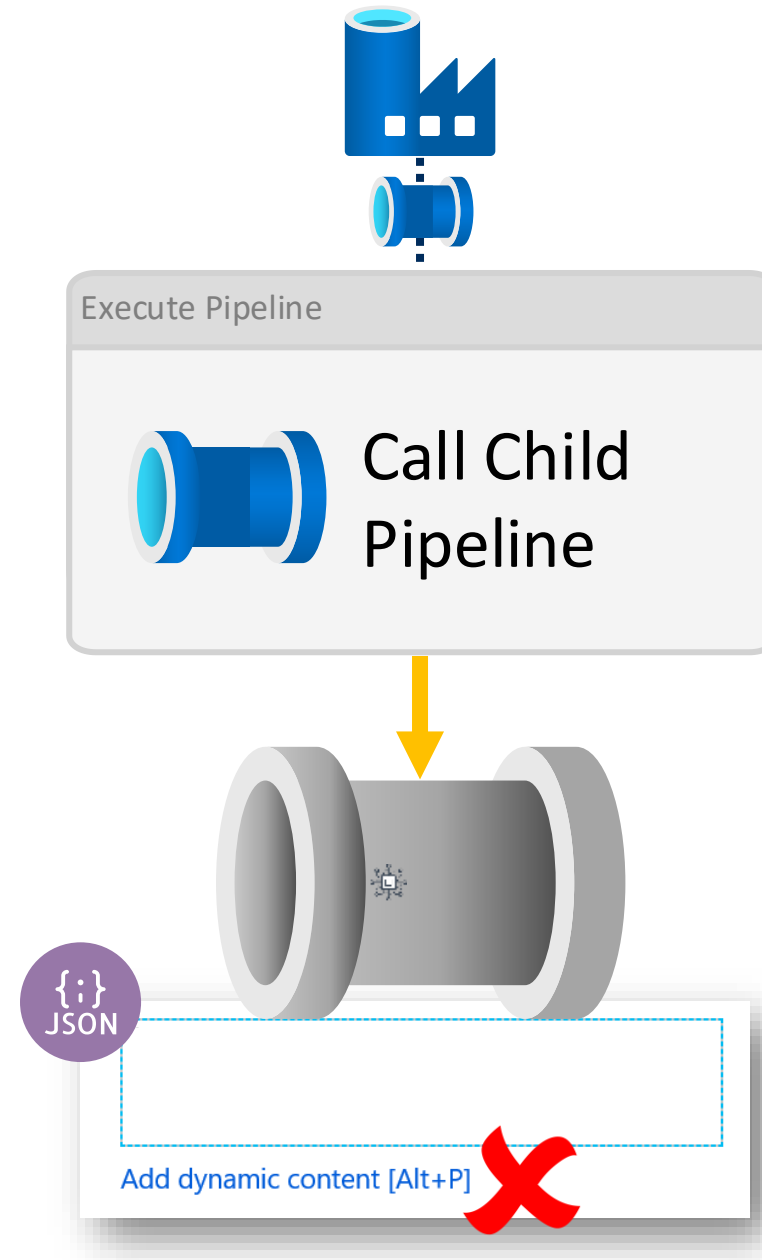 Execute Pipeline
Call Child
Pipeline
{;}
JSON
Add dynamic content [Alt+P]